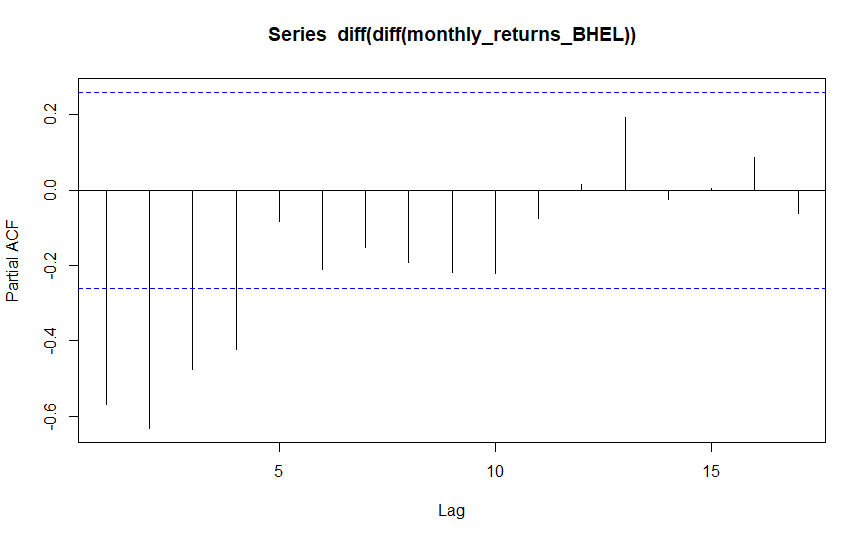 Series diff(diff(monthly_returns_BHEL))
Partial ACF
0.2
0.0
-0.2
-0.4
-0.6
5 10 15
Lag